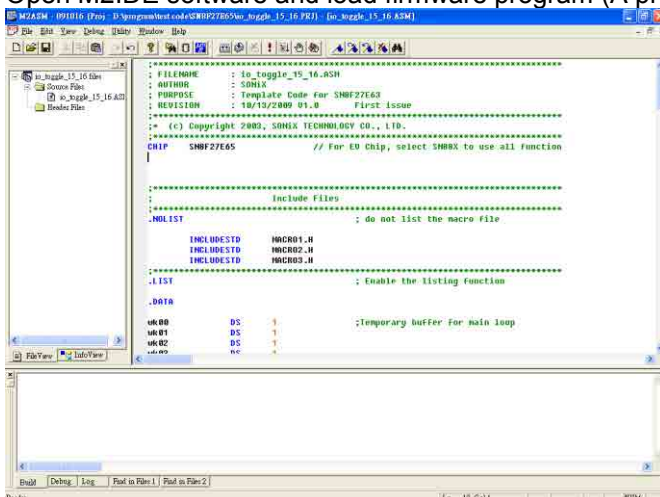 Open M2IDE software and load firmware program (A p
M2ASM - 091016 [Proj - D:\program\test code\SN8F27E65\io_toggle_15_16.PRJ] - [io_toggle_15_16.ASM]
File Edit View Debug Utility Window Help
io_toggle_15_16 files
Source Files
io_toggle_15_16.AS
Header Files
;************************************************************
; FILENAME : io_toggle_15_16.ASM
; AUTHOR : SONiX
; PURPOSE : Template Code for SN8F27E63
; REVISION : 10/13/2009 V1.0 First issue
;************************************************************
;* (c) Copyright 2003, SONiX TECHNOLOGY CO., LTD.
;************************************************************
CHIP SN8F27E65 // For EV Chip, select SN8XX to use all function
;************************************************************
; Include Files
;************************************************************
.NOLIST ; do not list the macro file
INCLUDESTD MACRO1.H
INCLUDESTD MACRO2.H
INCLUDESTD MACRO3.H
;************************************************************
.LIST ; Enable the listing function
.DATA
wk00 DS 1 ;Temporary buffer for main loop
wk01 DS 1
wk02 DS 1
wk03 DS 1
FileView InfoView
Build Debug Log Find in Files 1 Find in Files 2